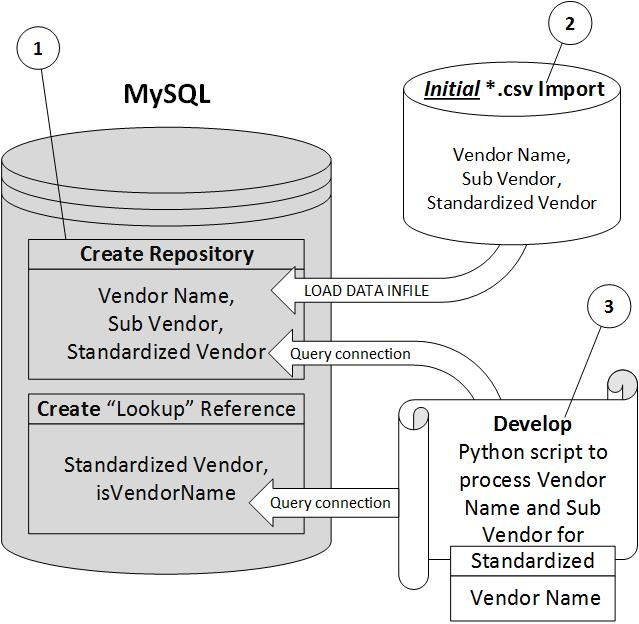 1
2
MySQL
Initial *.csv Import
Vendor Name,
Sub Vendor,
Standardized Vendor
Create Repository
Vendor Name,
Sub Vendor,
Standardized Vendor
LOAD DATA INFILE
Query connection
3
Create “Lookup” Reference
Standardized Vendor,
isVendorName
Query connection
Develop
Python script to
process Vendor
Name and Sub
Vendor for
Standardized
Vendor Name